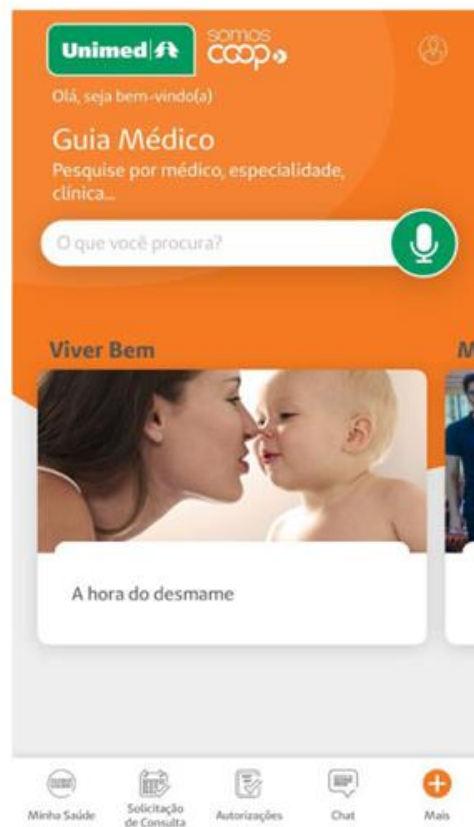 Unimed
somos
coop
Olá, seja bem-vindo(a)
Guia Médico
Pesquise por médico, especialidade,
clínica...
O que você procura?
Viver Bem
M
A hora do desmame
Minha Saúde
Solicitação
de Consulta
Autorizações
Chat
Mais